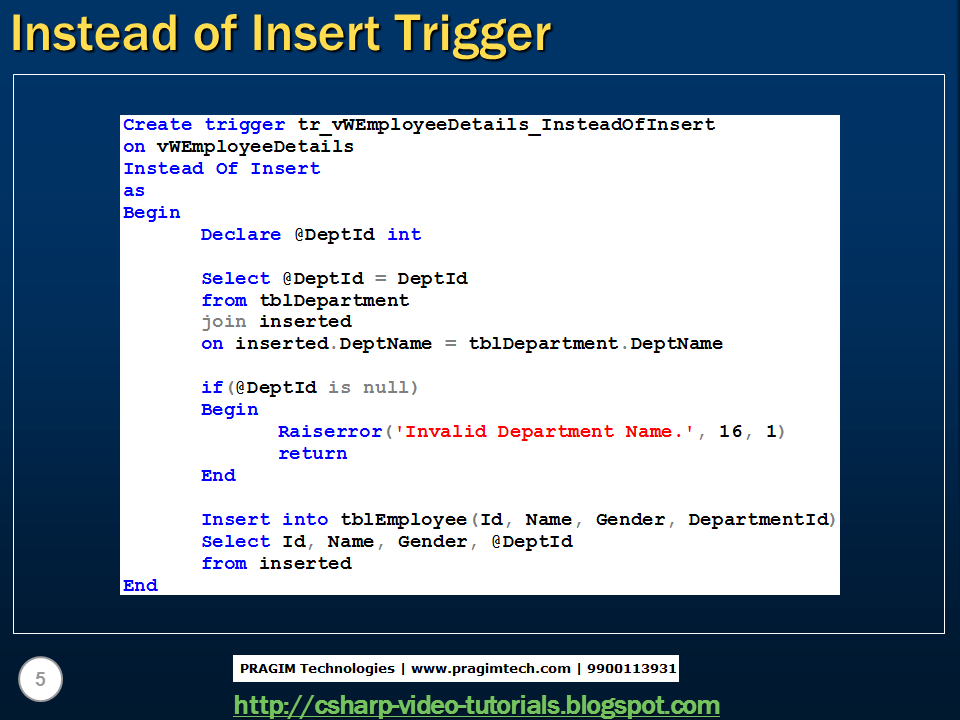 Instead of Insert Trigger
Create trigger tr_vWEmployeeDetails_InsteadOfInsert
on vWEmployeeDetails
Instead Of Insert
as
Begin
Declare @DeptId int
Select @DeptId = DeptId
from tblDepartment
join inserted
on inserted.DeptName = tblDepartment.DeptName
if(@DeptId is null)
Begin
Raiserror('Invalid Department Name.', 16, 1)
return
End
Insert into tblEmployee(Id, Name, Gender, DepartmentId)
Select Id, Name, Gender, @DeptId
from inserted
End
5
PRAGIM Technologies | www.pragimtech.com | 9900113931
http://csharp-video-tutorials.blogspot.com